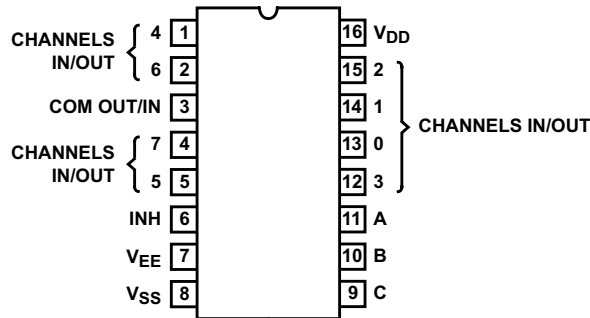 CHANNELS IN/OUT
4 1
6 2
COM OUT/IN 3
CHANNELS IN/OUT
7 4
5 5
INH 6
VEE 7
VSS 8
16 VDD
15 2
14 1
13 0
12 3
CHANNELS IN/OUT
11 A
10 B
9 C